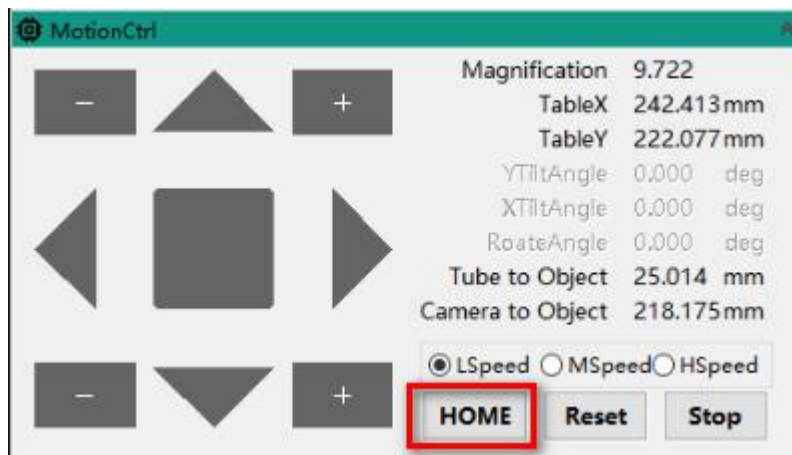 MotionCtrl
Magnification 9.722
TableX 242.413mm
TableY 222.077mm
YTiltAngle 0.000 deg
XTiltAngle 0.000 deg
RoateAngle 0.000 deg
Tube to Object 25.014 mm
Camera to Object 218.175mm
LSpeed MSpeed HSpeed
HOME Reset Stop
− +
− +